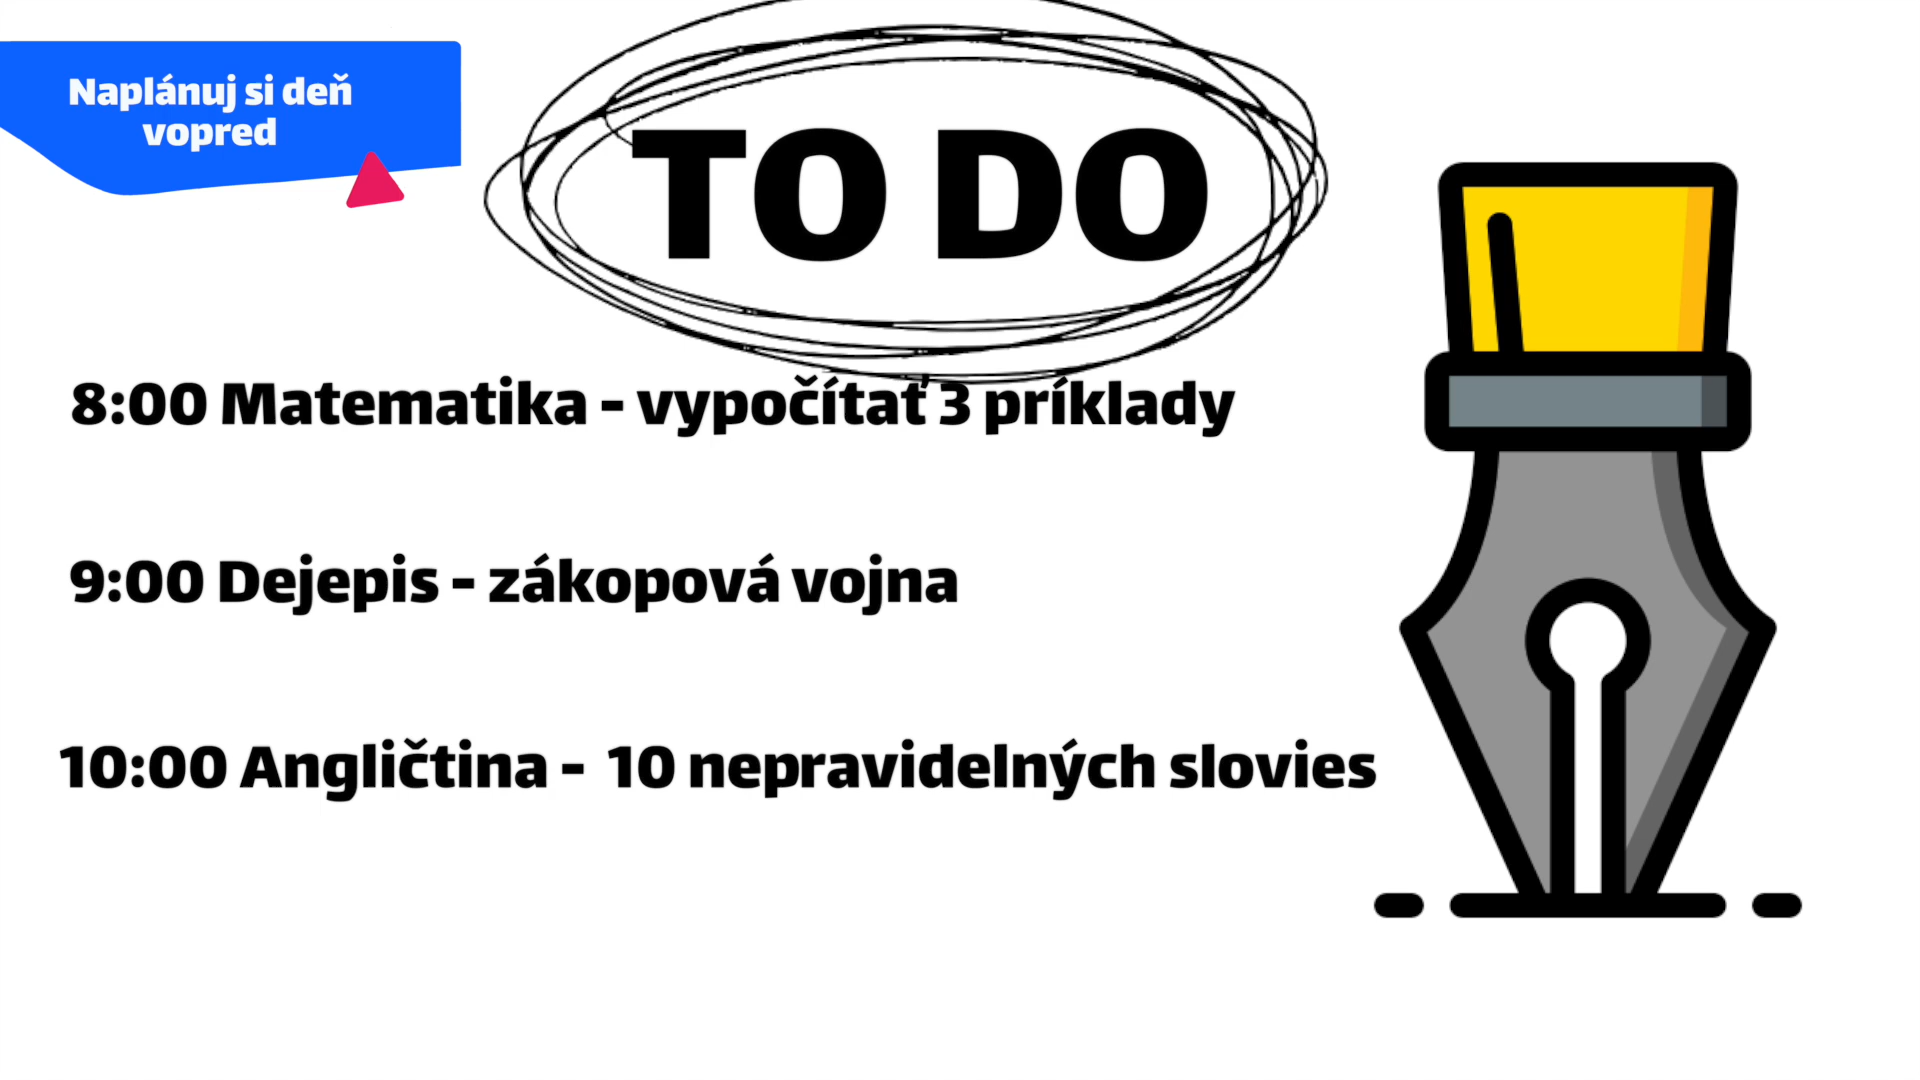 Naplánuj si deň
vopred
TO DO
8:00 Matematika - vypočítať 3 príklady
9:00 Dejepis - zákopová vojna
10:00 Angličtina - 10 nepravidelných slovies